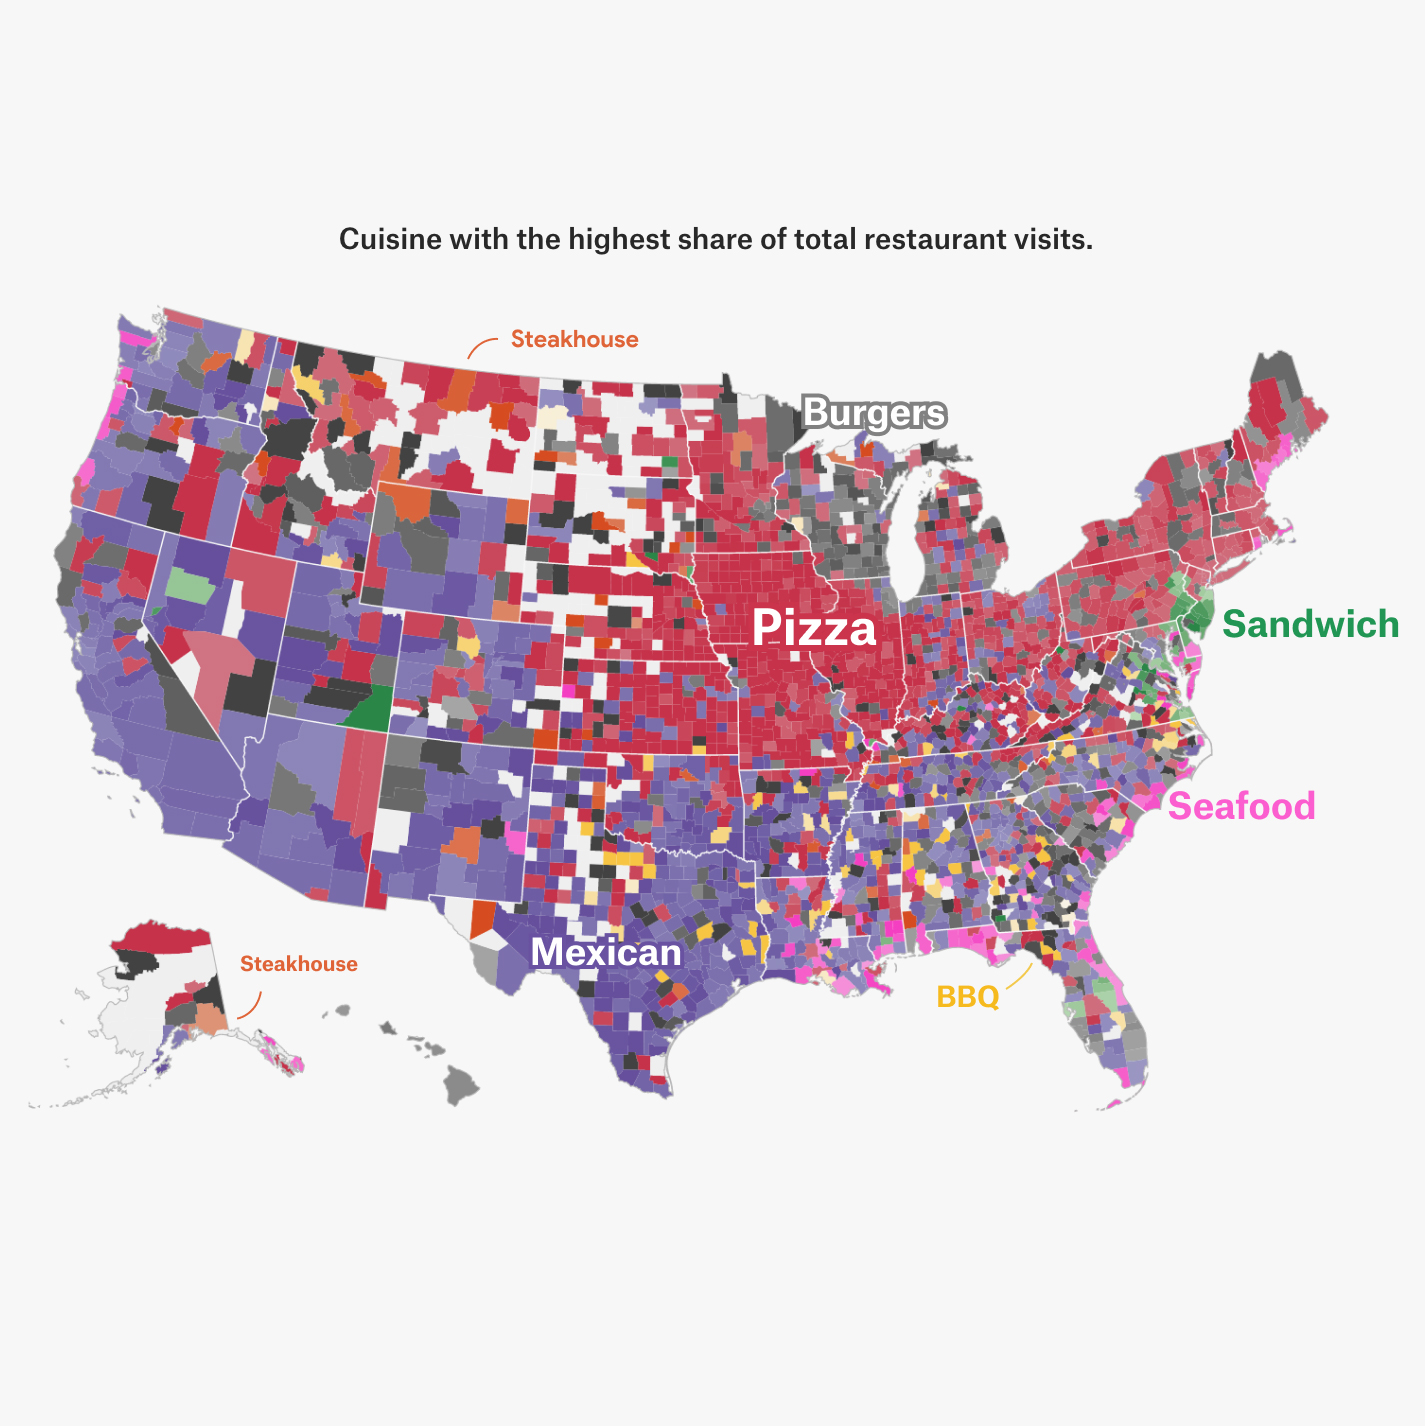 Cuisine with the highest share of total restaurant visits.
Steakhouse
Burgers
Pizza
Sandwich
Seafood
Mexican
Steakhouse
BBQ